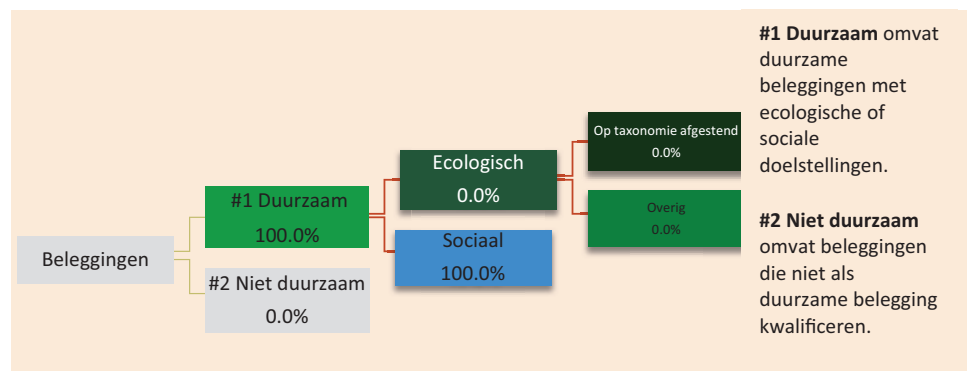 Beleggingen
#1 Duurzaam
100.0%
#2 Niet duurzaam
0.0%
Ecologisch
0.0%
Sociaal
100.0%
Op taxonomie afgestend
0.0%
Overig
0.0%
#1 Duurzaam omvat
duurzame
beleggingen met
ecologische of
sociale
doelstellingen.
#2 Niet duurzaam
omvat beleggingen
die niet als
duurzame belegging
kwalificeren.